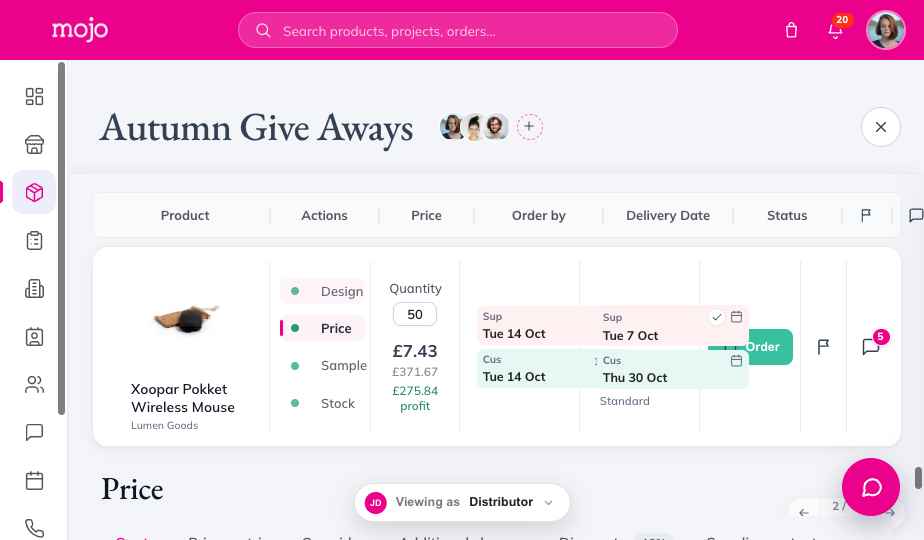 mojo
Search products, projects, orders...
20
Autumn Give Aways
Product
Actions
Price
Order by
Delivery Date
Status
Design
Price
Sample
Stock
Quantity
50
£7.43
£371.67
£275.84
profit
Sup
Tue 14 Oct
Sup
Tue 7 Oct
Cus
Tue 14 Oct
Cus
Thu 30 Oct
Standard
Order
5
Xoopar Pokket
Wireless Mouse
Lumen Goods
Price
JD Viewing as Distributor
2 /